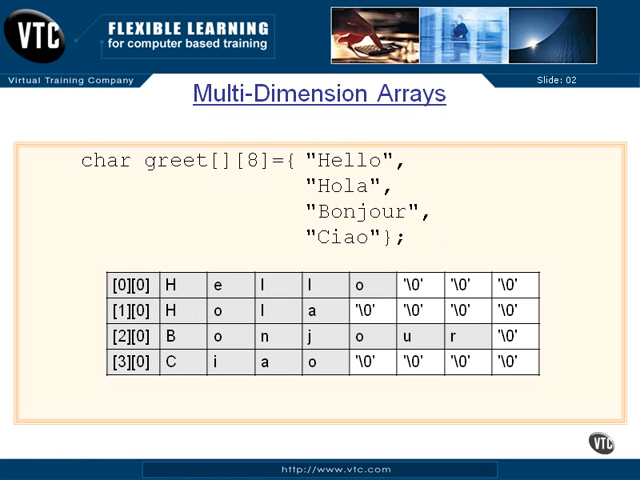 VTC
FLEXIBLE LEARNING
for computer based training
Virtual Training Company
Slide: 02
Multi-Dimension Arrays
char greet[][8]={ "Hello",
"Hola",
"Bonjour",
"Ciao"};
[0][0] H e l l o '\0' '\0' '\0'
[1][0] H o l a '\0' '\0' '\0' '\0'
[2][0] B o n j o u r '\0'
[3][0] C i a o '\0' '\0' '\0' '\0'
VTC
http://www.vtc.com